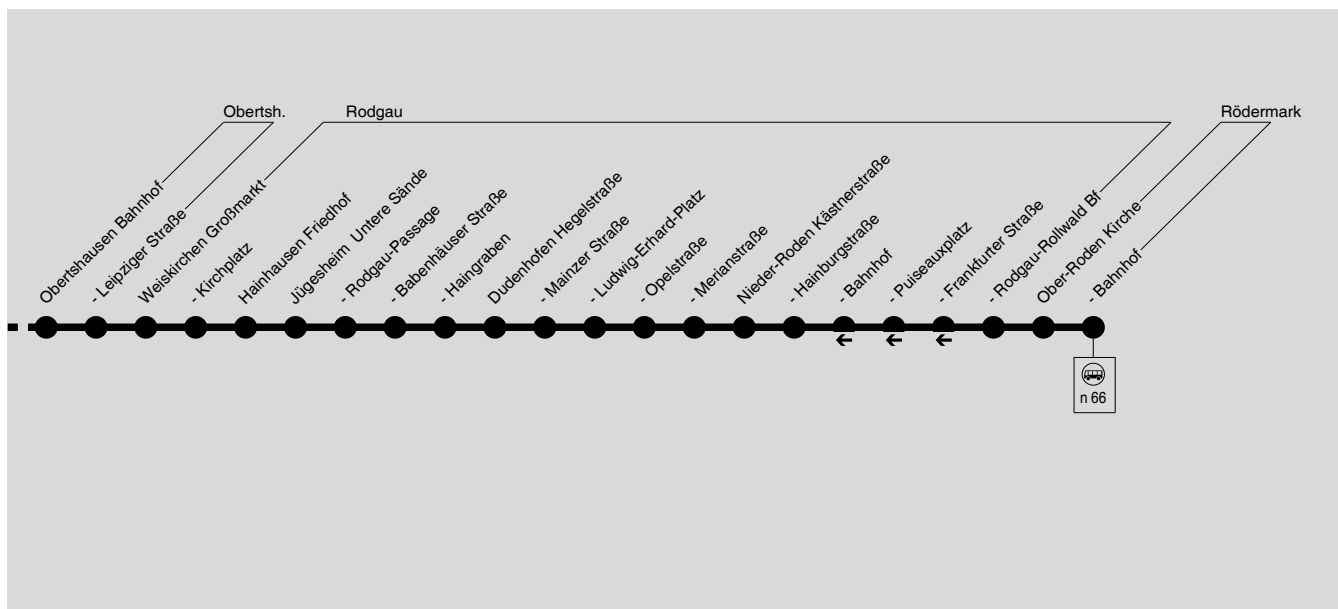 Obertsh.
Rodgau
Rödermark
Obertshausen Bahnhof
- Leipziger Straße
Weiskirchen Großmarkt
- Kirchplatz
Hainhausen Friedhof
Jügesheim Untere Sände
- Rodgau-Passage
- Babenhäuser Straße
- Haingraben
Dudenhofen Hegelstraße
- Mainzer Straße
- Ludwig-Erhard-Platz
- Opelstraße
- Merianstraße
Nieder-Roden Kästnerstraße
- Hainburgstraße
- Bahnhof
- Puiseauxplatz
- Frankfurter Straße
- Rodgau-Rollwald Bf
Ober-Roden Kirche
- Bahnhof
n 66